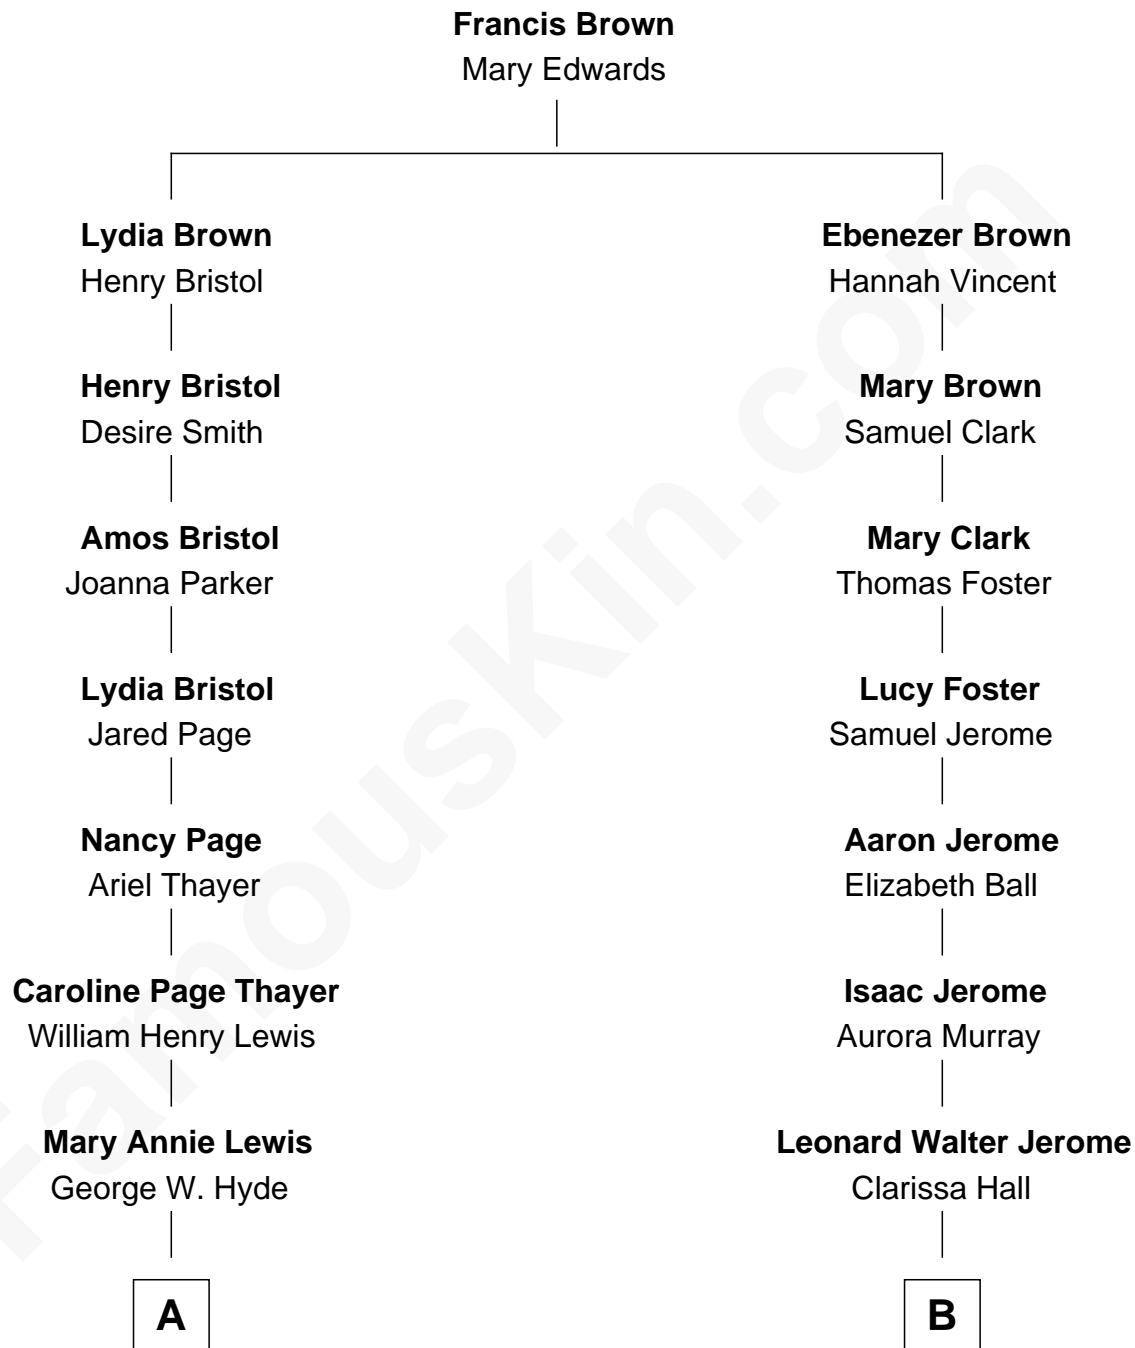 Francis Brown
Mary Edwards
Lydia Brown
Henry Bristol
Ebenezer Brown
Hannah Vincent
Henry Bristol
Desire Smith
Mary Brown
Samuel Clark
Amos Bristol
Joanna Parker
Mary Clark
Thomas Foster
Lydia Bristol
Jared Page
Lucy Foster
Samuel Jerome
Nancy Page
Ariel Thayer
Aaron Jerome
Elizabeth Ball
Caroline Page Thayer
William Henry Lewis
Isaac Jerome
Aurora Murray
Mary Annie Lewis
George W. Hyde
Leonard Walter Jerome
Clarissa Hall
A
B
FamousKin.com